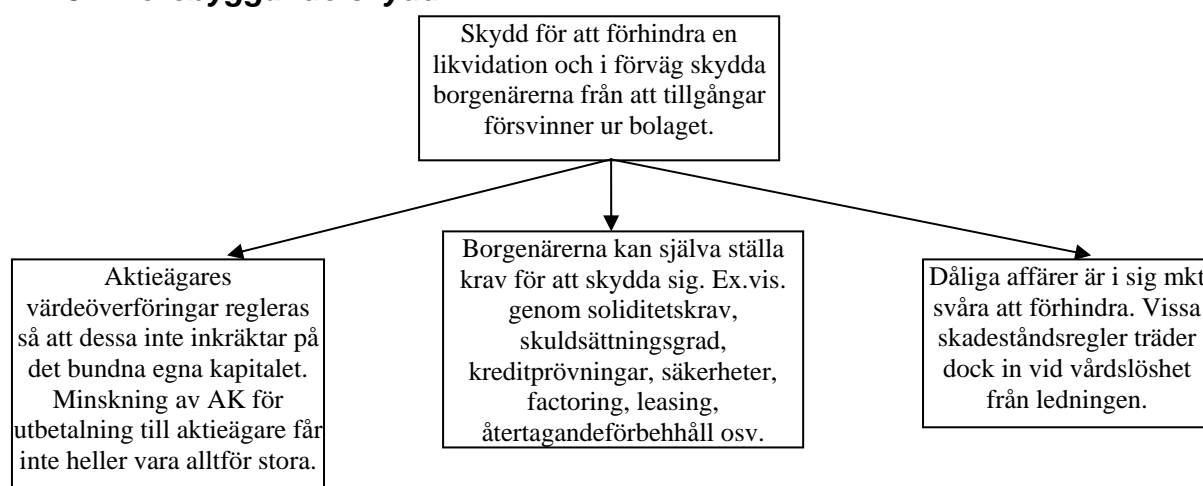 Skydd för att förhindra en
likvidation och i förväg skydda
borgenärerna från att tillgångar
försvinner ur bolaget.
Aktieägares
värdeöverföringar regleras
så att dessa inte inkräktar på
det bundna egna kapitalet.
Minskning av AK för
utbetalning till aktieägare får
inte heller vara alltför stora.
Borgenärerna kan själva ställa
krav för att skydda sig. Ex.vis.
genom soliditetskrav,
skuldsättningsgrad,
kreditprövningar, säkerheter,
factoring, leasing,
återtagandeförbehhåll osv.
Dåliga affärer är i sig mkt
svåra att förhindra. Vissa
skadeståndsregler träder
dock in vid vårdslöshet
från ledningen.